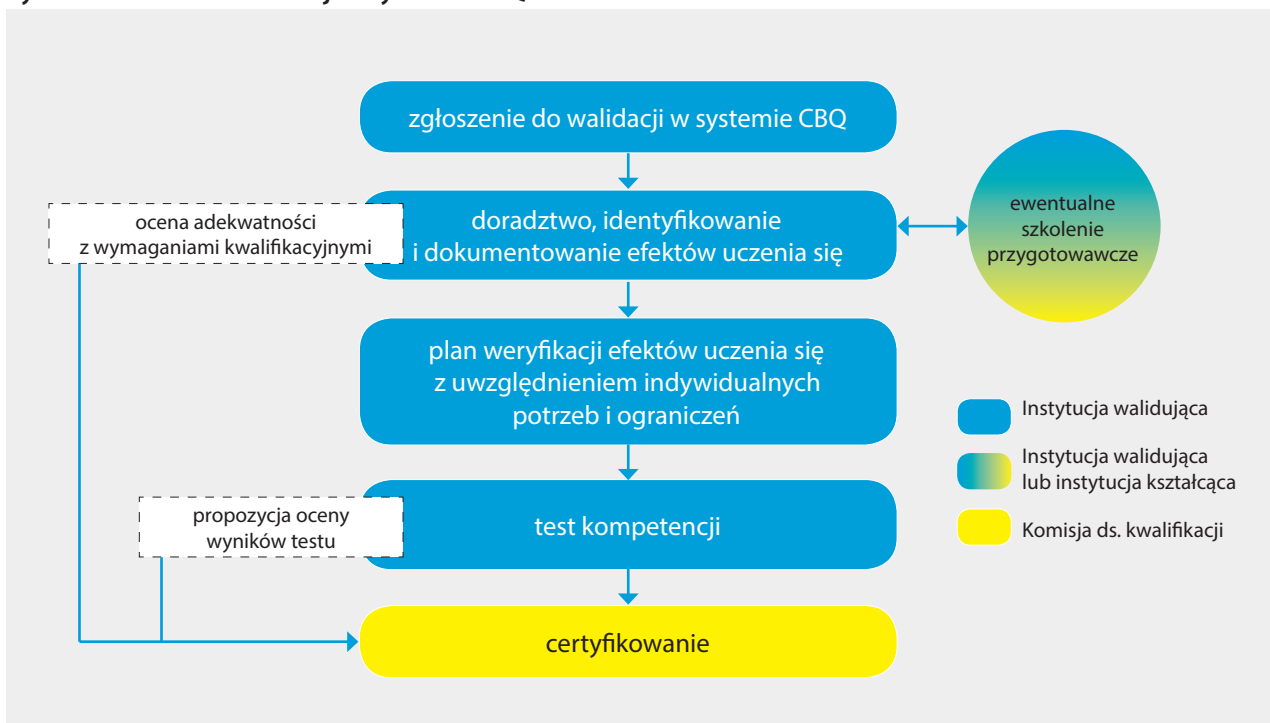 zgłoszenie do walidacji w systemie CBQ
ocena adekwatności
z wymaganiami kwalifikacyjnymi
doradztwo, identyfikowanie
i dokumentowanie efektów uczenia się
ewentualne
szkolenie
przygotowawcze
plan weryfikacji efektów uczenia się
z uwzględnieniem indywidualnych
potrzeb i ograniczeń
Instytucja walidująca
Instytucja walidująca
lub instytucja kształcąca
Komisja ds. kwalifikacji
propozycja oceny
wyników testu
test kompetencji
certyfikowanie